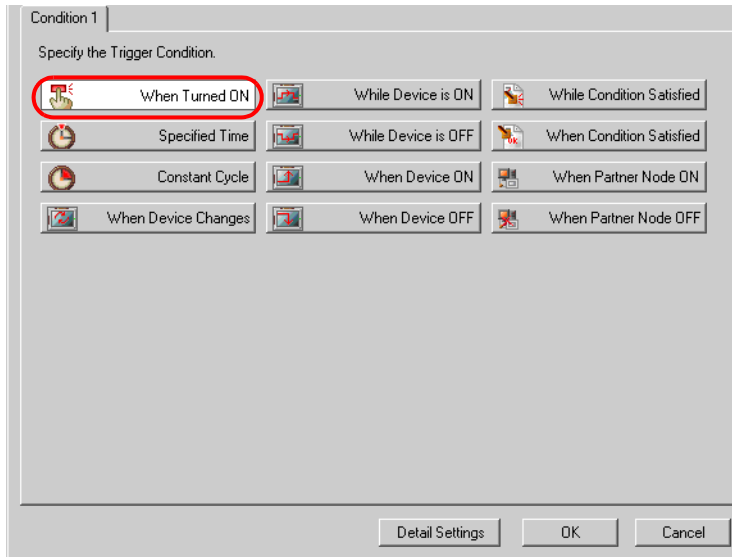 Condition 1
Specify the Trigger Condition.
When Turned ON
While Device is ON
While Condition Satisfied
Specified Time
While Device is OFF
When Condition Satisfied
Constant Cycle
When Device ON
When Partner Node ON
When Device Changes
When Device OFF
When Partner Node OFF
Detail Settings
OK
Cancel